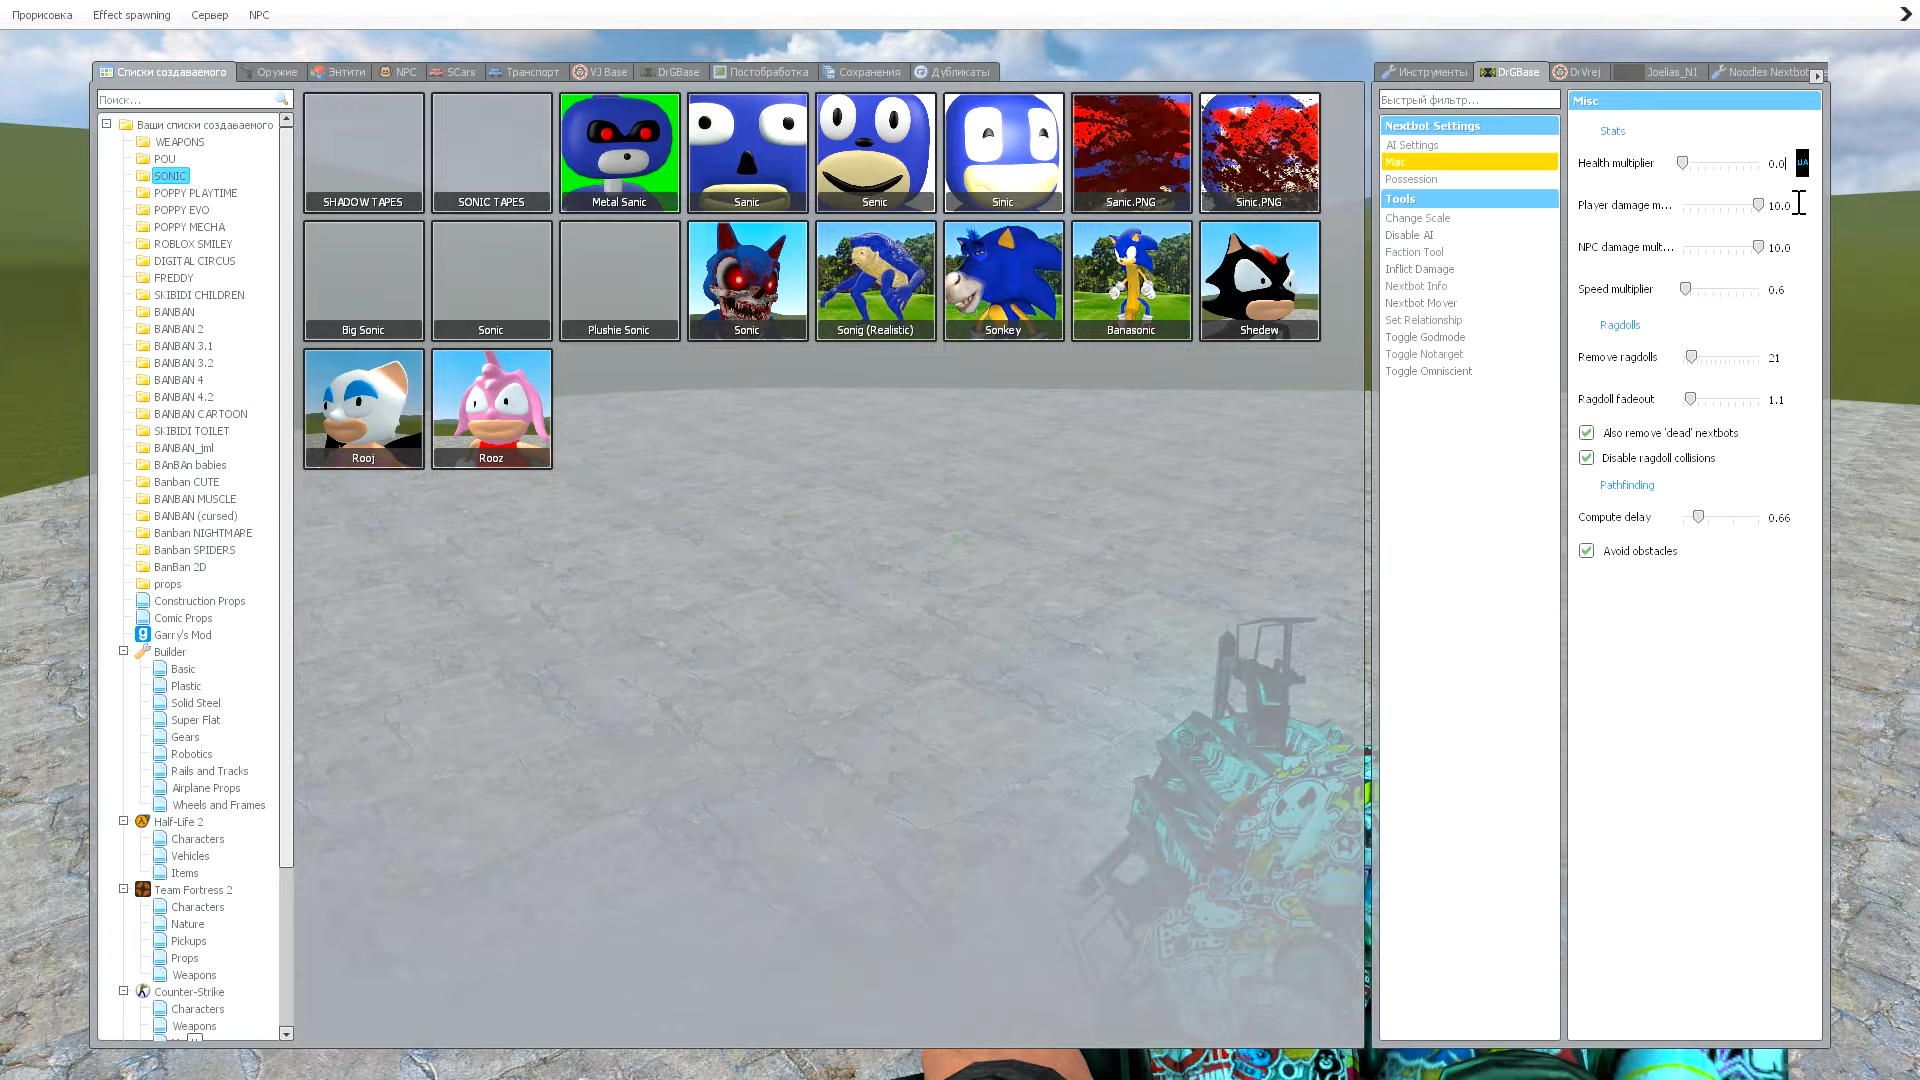 Прорисовка Effect spawning Сервер NPC
Списки создаваемого Оружие Энтити NPC SCars Транспорт VJ Base DrGBase Постобработка Сохранения Дубликаты
Поиск...
Ваши списки создаваемого
WEAPONS
POU
SONIC
POPPY PLAYTIME
POPPY EVO
POPPY MECHA
ROBLOX SMILEY
DIGITAL CIRCUS
FREDDY
SKIBIDI CHILDREN
BANBAN
BANBAN 2
BANBAN 3.1
BANBAN 3.2
BANBAN 4
BANBAN 4.2
BANBAN CARTOON
SKIBIDI TOILET
BANBAN_jml
BAnBAn babies
Banban CUTE
BANBAN MUSCLE
BANBAN (cursed)
Banban NIGHTMARE
Banban SPIDERS
BanBan 2D
props
Construction Props
Comic Props
Garry's Mod
Builder
Basic
Plastic
Solid Steel
Super Flat
Gears
Robotics
Rails and Tracks
Airplane Props
Wheels and Frames
Half-Life 2
Characters
Vehicles
Items
Team Fortress 2
Characters
Nature
Pickups
Props
Weapons
Counter-Strike
Characters
Weapons
SHADOW TAPES SONIC TAPES Metal Sanic Sanic Senic Sinic Sanic.PNG Sinic.PNG
Big Sonic Sonic Plushie Sonic Sonic Sonig (Realistic) Sonkey Banasonic Shedew
Rooj Rooz
Инструменты DrGBase DrVrej Joelias_N1 Noodles Nextbot
Быстрый фильтр...
Nextbot Settings
AI Settings
Misc
Possession
Tools
Change Scale
Disable AI
Faction Tool
Inflict Damage
Nextbot Info
Nextbot Mover
Set Relationship
Toggle Godmode
Toggle Notarget
Toggle Omniscient
Misc
Stats
Health multiplier 0.0 UA
Player damage m... 10.0
NPC damage mult... 10.0
Speed multiplier 0.6
Ragdolls
Remove ragdolls 21
Ragdoll fadeout 1.1
Also remove 'dead' nextbots
Disable ragdoll collisions
Pathfinding
Compute delay 0.66
Avoid obstacles